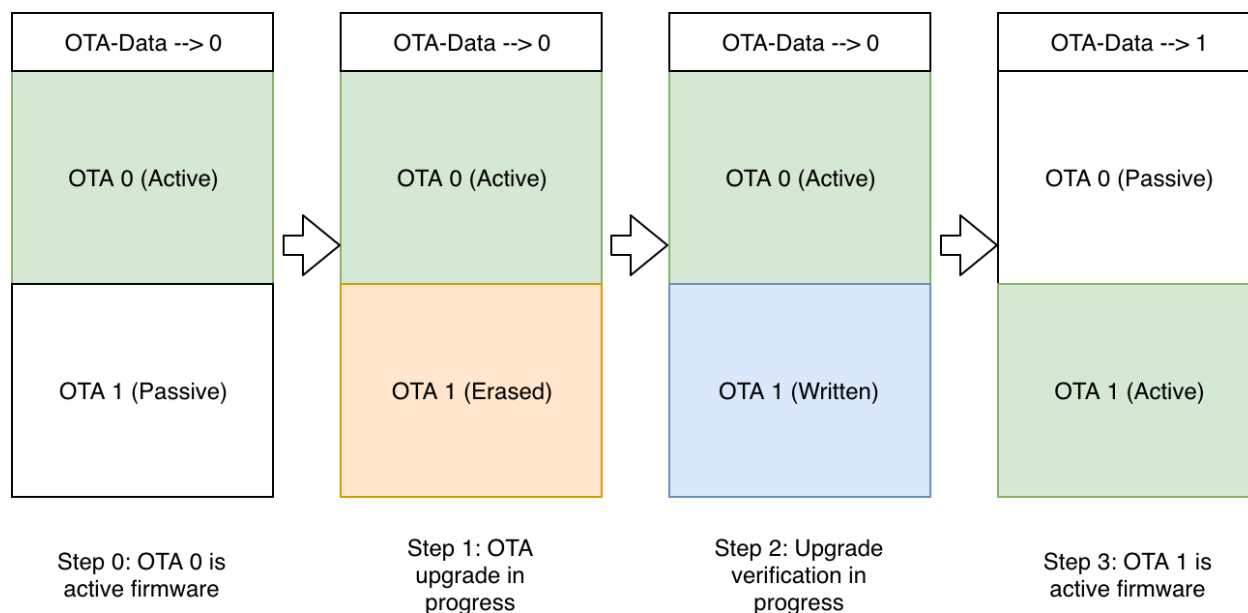 OTA-Data --> 0
OTA 0 (Active)
OTA 1 (Passive)
Step 0: OTA 0 is
active firmware
OTA-Data --> 0
OTA 0 (Active)
OTA 1 (Erased)
Step 1: OTA
upgrade in
progress
OTA-Data --> 0
OTA 0 (Active)
OTA 1 (Written)
Step 2: Upgrade
verification in
progress
OTA-Data --> 1
OTA 0 (Passive)
OTA 1 (Active)
Step 3: OTA 1 is
active firmware